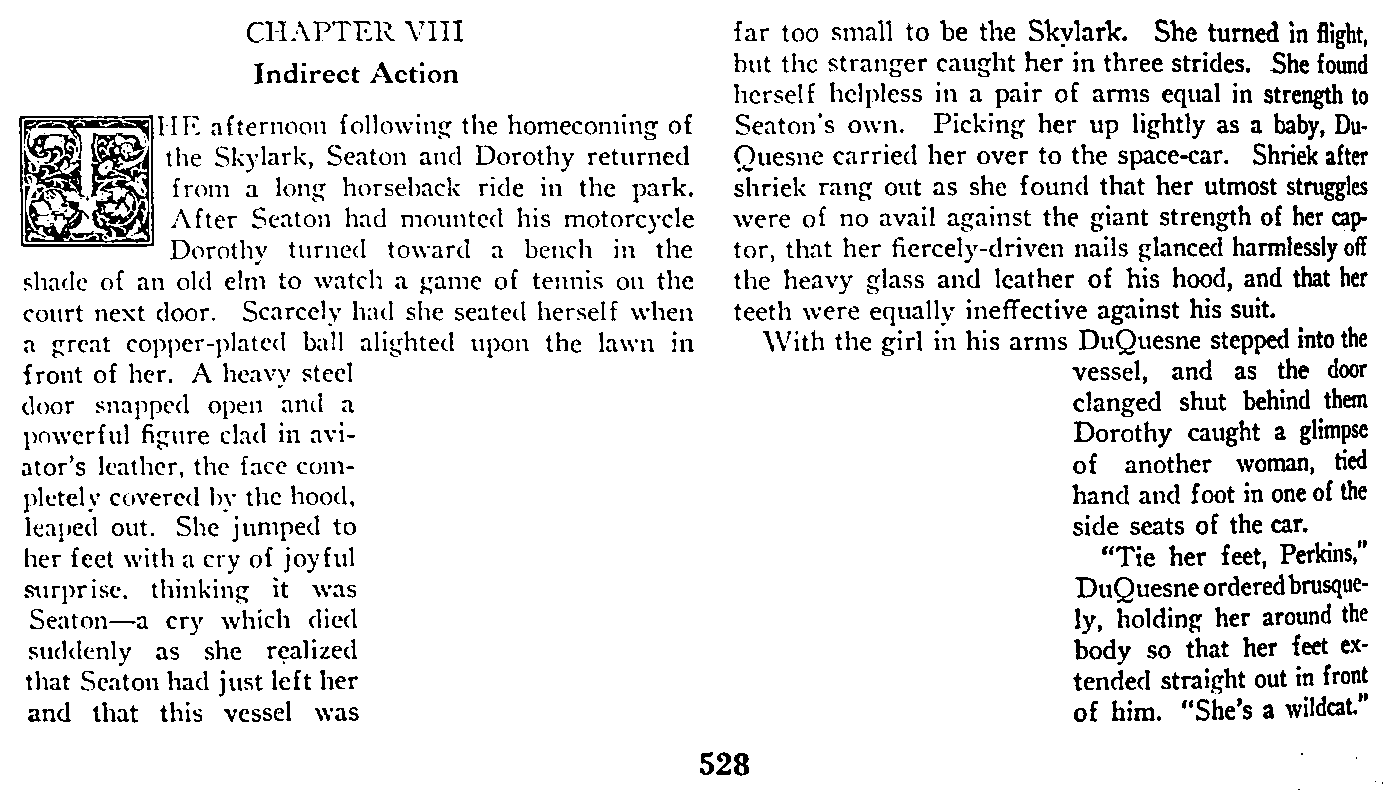 CHAPTER VIII
Indirect Action
THE afternoon following the homecoming of
the Skylark, Seaton and Dorothy returned
from a long horseback ride in the park.
After Seaton had mounted his motorcycle
Dorothy turned toward a bench in the
shade of an old elm to watch a game of tennis on the
court next door. Scarcely had she seated herself when
a great copper-plated ball alighted upon the lawn in
front of her. A heavy steel
door snapped open and a
powerful figure clad in avi-
ator's leather, the face com-
pletely covered by the hood,
leaped out. She jumped to
her feet with a cry of joyful
surprise, thinking it was
Seaton—a cry which died
suddenly as she realized
that Seaton had just left her
and that this vessel was
far too small to be the Skylark. She turned in flight,
but the stranger caught her in three strides. She found
herself helpless in a pair of arms equal in strength to
Seaton's own. Picking her up lightly as a baby, Du-
Quesne carried her over to the space-car. Shriek after
shriek rang out as she found that her utmost struggles
were of no avail against the giant strength of her cap-
tor, that her fiercely-driven nails glanced harmlessly off
the heavy glass and leather of his hood, and that her
teeth were equally ineffective against his suit.
With the girl in his arms DuQuesne stepped into the
vessel, and as the door
clanged shut behind them
Dorothy caught a glimpse
of another woman, tied
hand and foot in one of the
side seats of the car.
"Tie her feet, Perkins,"
DuQuesne ordered brusque-
ly, holding her around the
body so that her feet ex-
tended straight out in front
of him. "She's a wildcat."
528